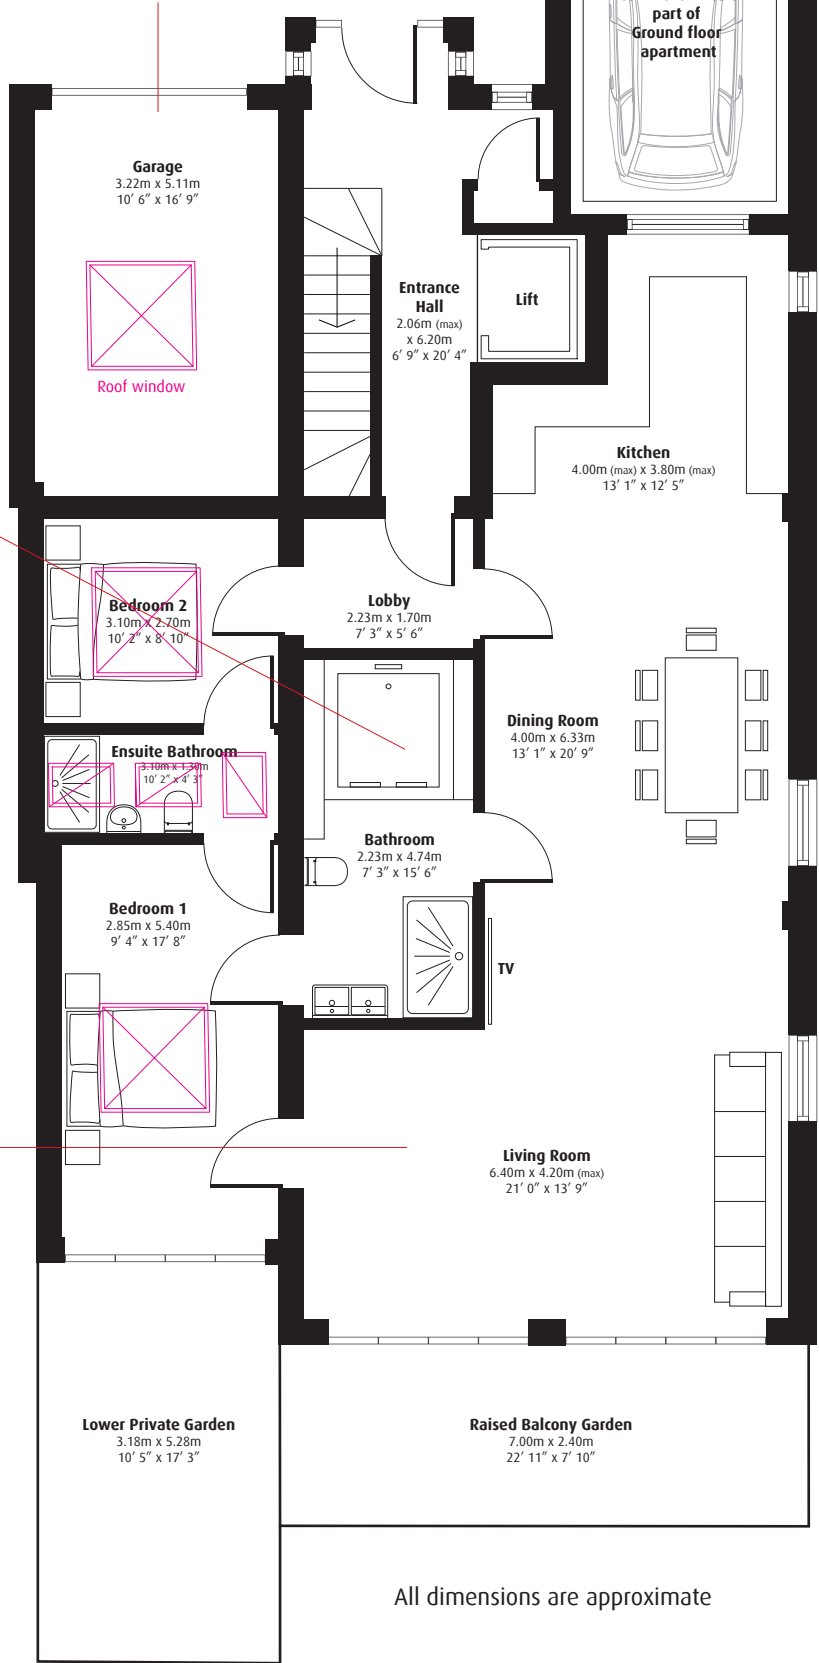 part of
Ground floor
apartment
Garage
3.22m x 5.11m
10′ 6″ x 16′ 9″
Roof window
Entrance
Hall
2.06m (max)
x 6.20m
6′ 9″ x 20′ 4″
Lift
Kitchen
4.00m (max) x 3.80m (max)
13′ 1″ x 12′ 5″
Bedroom 2
3.10m x 2.70m
10′ 2″ x 8′ 10″
Lobby
2.23m x 1.70m
7′ 3″ x 5′ 6″
Dining Room
4.00m x 6.33m
13′ 1″ x 20′ 9″
Ensuite Bathroom
3.10m x 1.30m
10′ 2″ x 4′ 3″
Bathroom
2.23m x 4.74m
7′ 3″ x 15′ 6″
Bedroom 1
2.85m x 5.40m
9′ 4″ x 17′ 8″
TV
Living Room
6.40m x 4.20m (max)
21′ 0″ x 13′ 9″
Lower Private Garden
3.18m x 5.28m
10′ 5″ x 17′ 3″
Raised Balcony Garden
7.00m x 2.40m
22′ 11″ x 7′ 10″
All dimensions are approximate